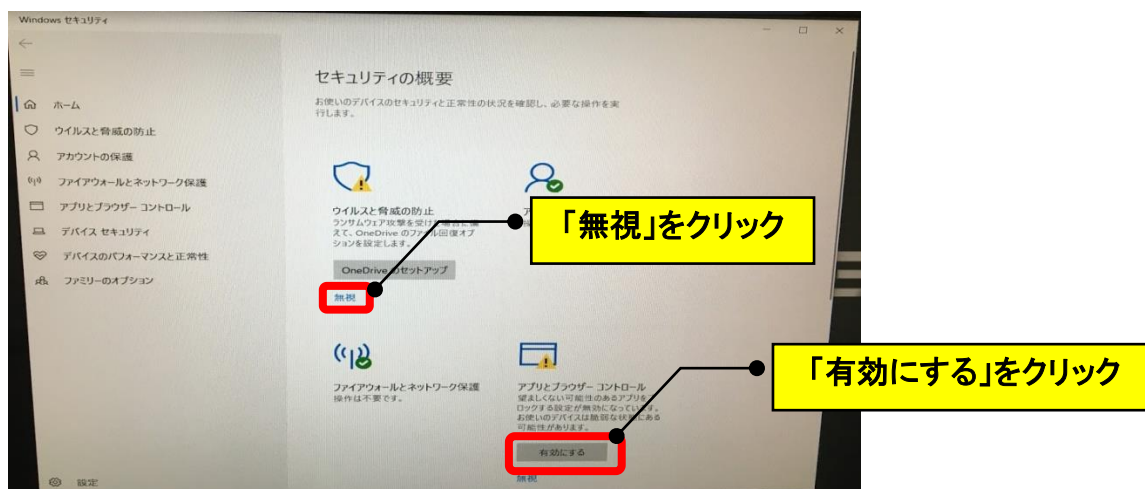 Windows セキュリティ
セキュリティの概要
お使いのデバイスのセキュリティと正常性の状況を確認し、必要な操作を実
行します。
ホーム
ウイルスと脅威の防止
アカウントの保護
ファイアウォールとネットワーク保護
アプリとブラウザー コントロール
デバイス セキュリティ
デバイスのパフォーマンスと正常性
ファミリーのオプション
設定
ウイルスと脅威の防止
ランサムウェア攻撃を受けた場合に備
えて、OneDrive のファイル回復オプ
ションを設定します。
OneDrive のセットアップ
無視
「無視」をクリック
ファイアウォールとネットワーク保護
操作は不要です。
アプリとブラウザー コントロール
望ましくない可能性のあるアプリをブ
ロックする設定が無効になっています。
お使いのデバイスは脆弱な状態にある
可能性があります。
有効にする
無視
「有効にする」をクリック